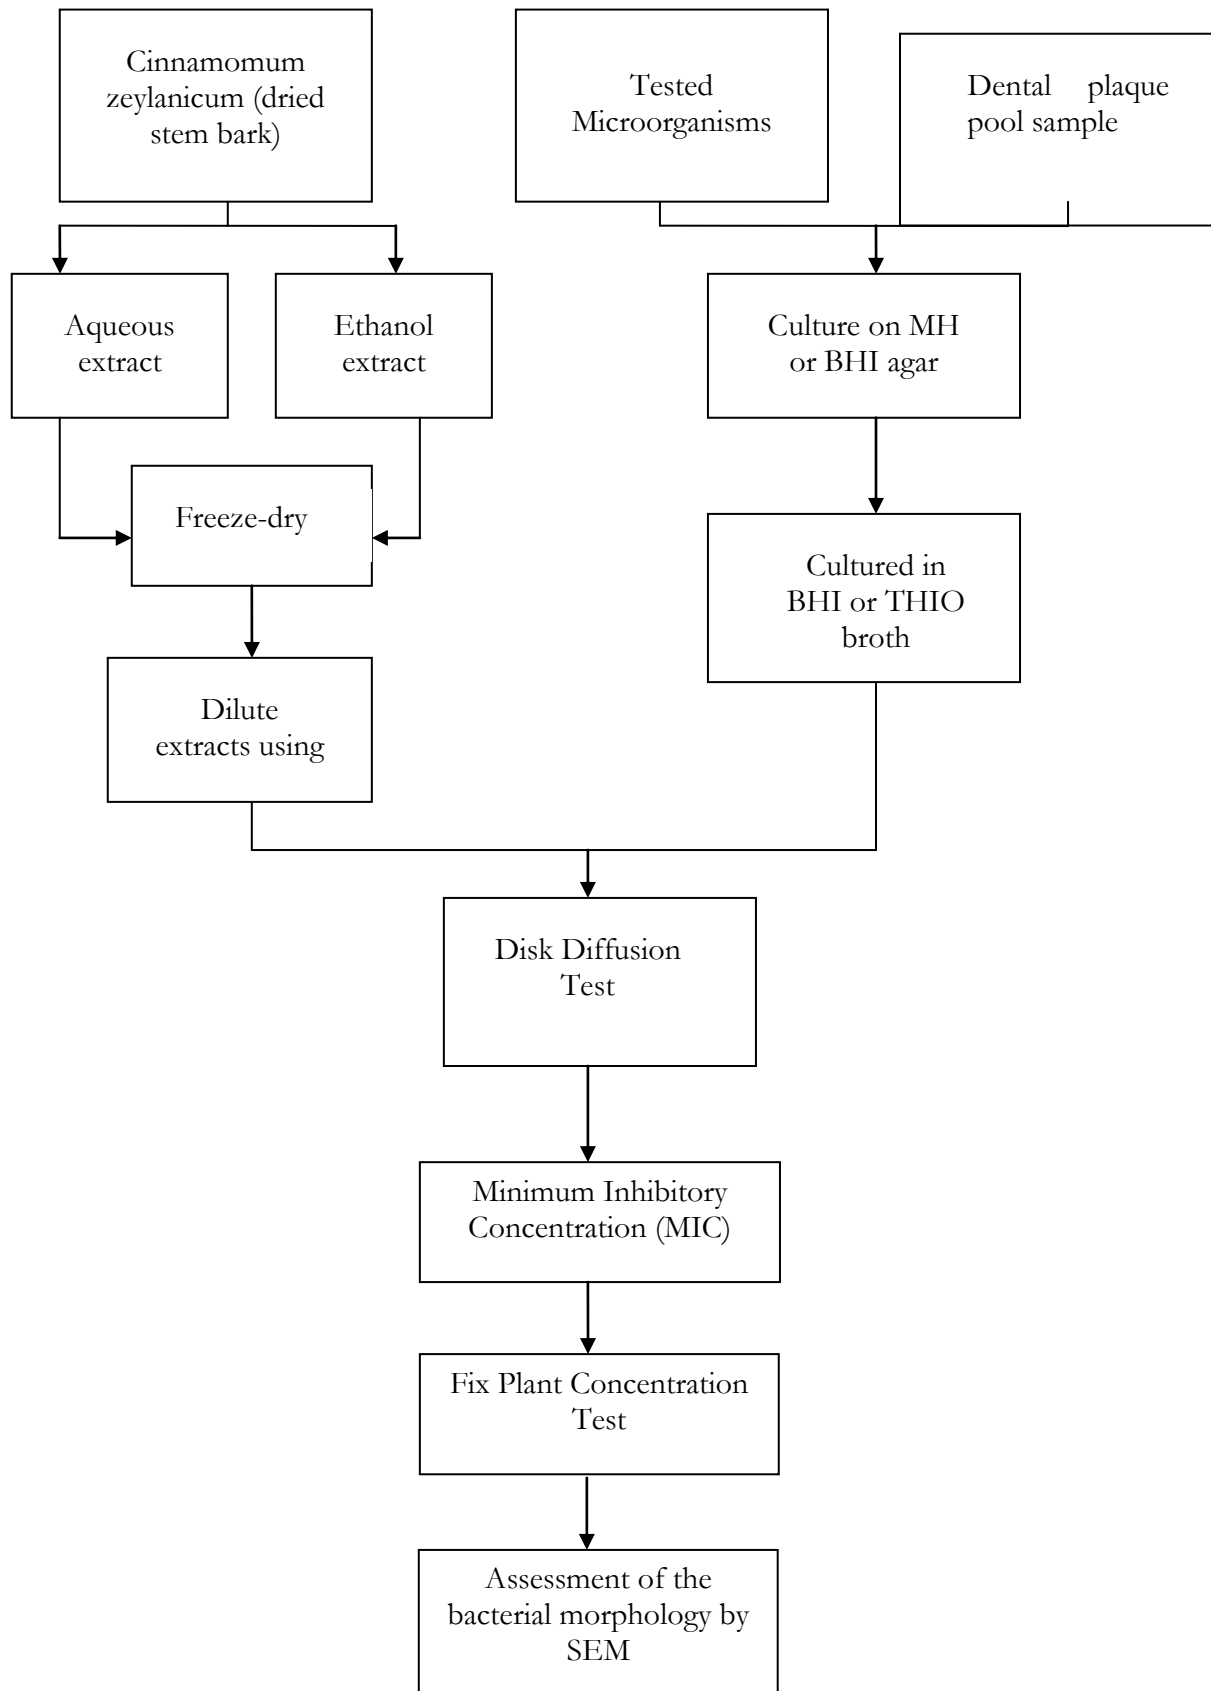 Cinnamomum
zeylanicum (dried
stem bark)
Tested
Microorganisms
Dental plaque
pool sample
Aqueous
extract
Ethanol
extract
Culture on MH
or BHI agar
Freeze-dry
Cultured in
BHI or THIO
broth
Dilute
extracts using
Disk Diffusion
Test
Minimum Inhibitory
Concentration (MIC)
Fix Plant Concentration
Test
Assessment of the
bacterial morphology by
SEM